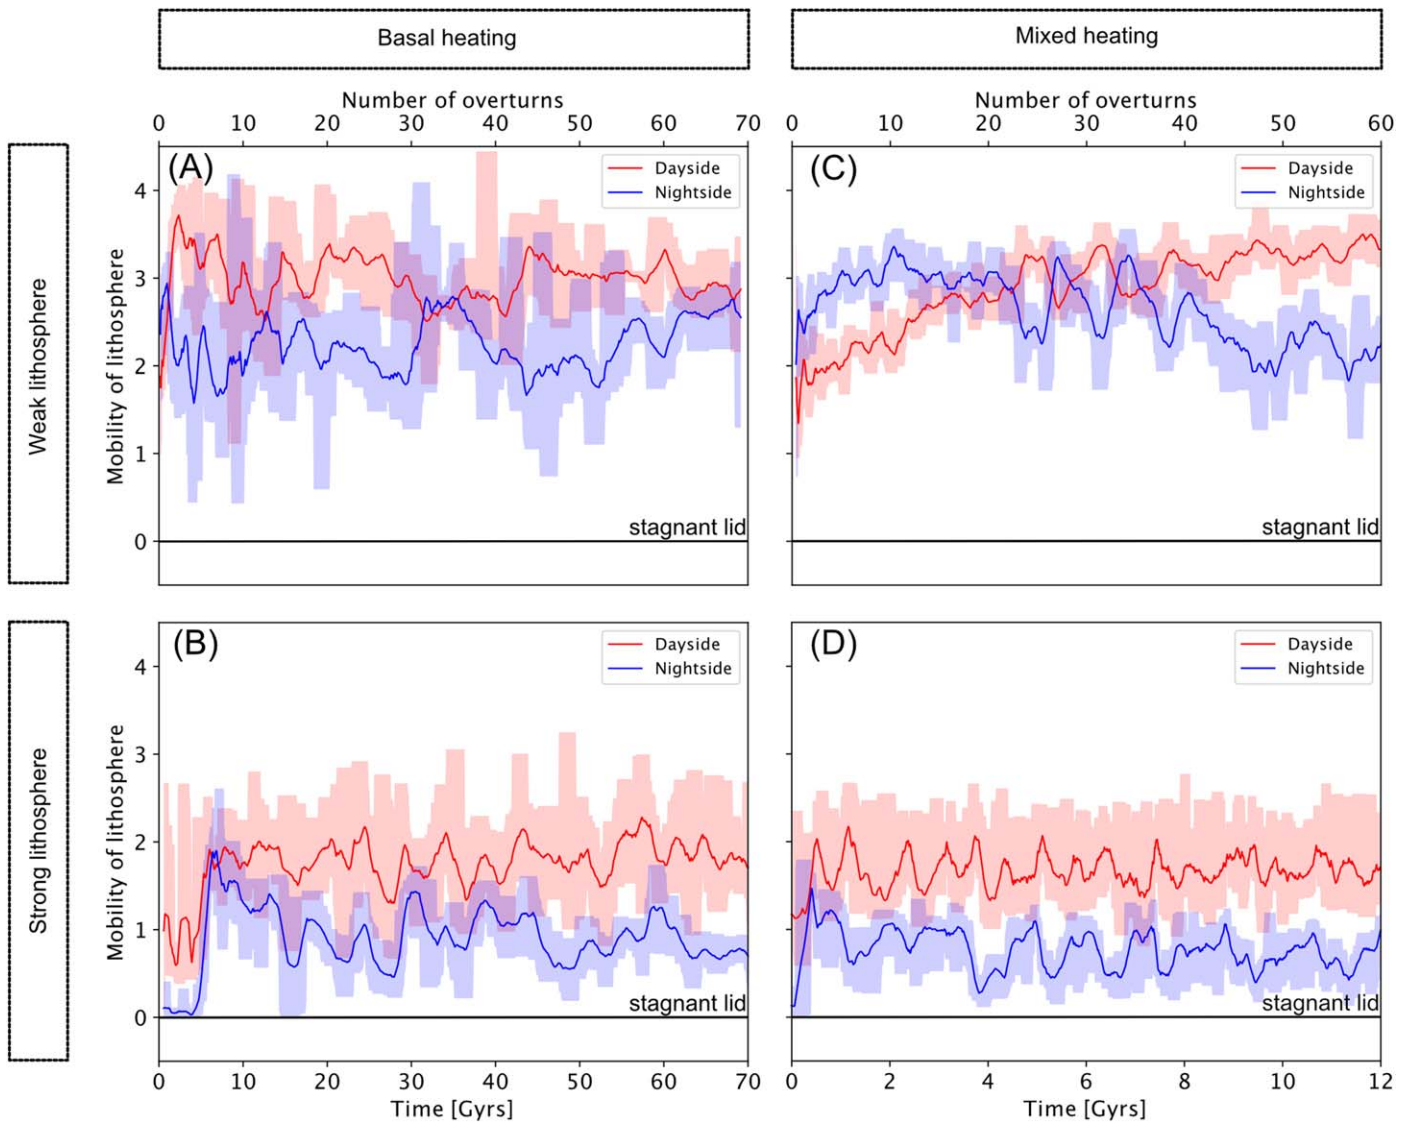 Basal heating
Mixed heating
Number of overturns
Number of overturns
0 10 20 30 40 50 60 70
0 10 20 30 40 50 60
Weak lithosphere
Mobility of lithosphere
4
3
2
1
0
(A)
Dayside
Nightside
stagnant lid
(C)
Dayside
Nightside
stagnant lid
Strong lithosphere
Mobility of lithosphere
4
3
2
1
0
(B)
Dayside
Nightside
stagnant lid
(D)
Dayside
Nightside
stagnant lid
0 10 20 30 40 50 60 70
0 2 4 6 8 10 12
Time [Gyrs]
Time [Gyrs]